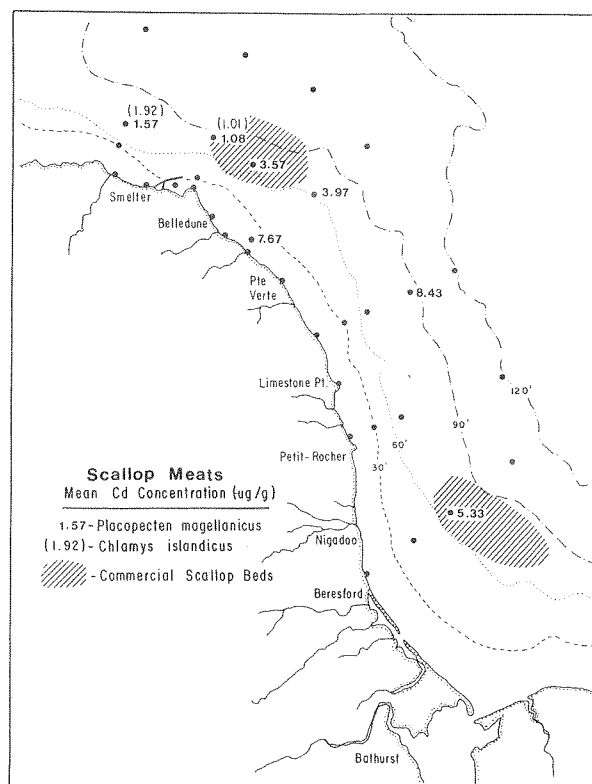 (1.92)
1.57
(1.01)
1.08
3.57
3.97
Smelter
Belledune
7.67
Pte
Verte
8.43
Limestone Pt.
120'
90'
60'
30'
Petit-Rocher
Scallop Meats
Mean Cd Concentration (ug/g)
1.57-Placopecten magellanicus
(1.92)-Chlamys islandicus
-Commercial Scallop Beds
5.33
Nigadoo
Beresford
Bathurst